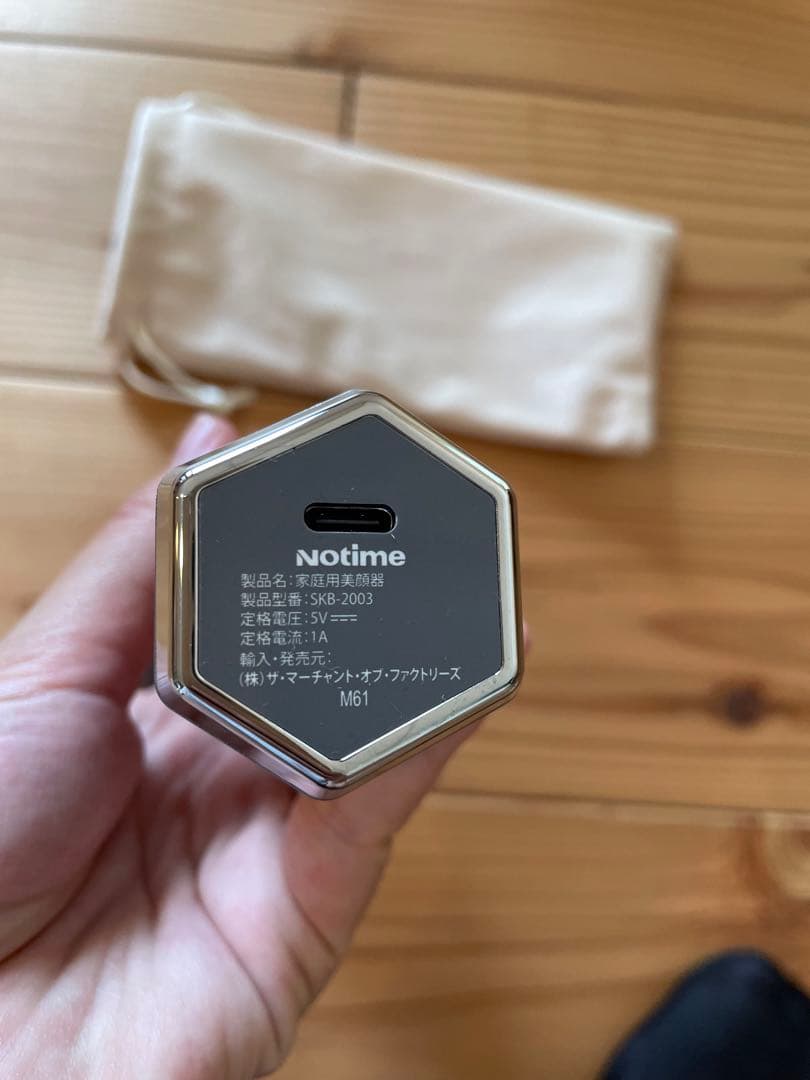 Notime
製品名:家庭用美顔器
製品型番:SKB-2003
定格電圧:5V⎓
定格電流:1A
輸入・発売元:
(株)ザ・マーチャント・オブ・ファクトリーズ
M61